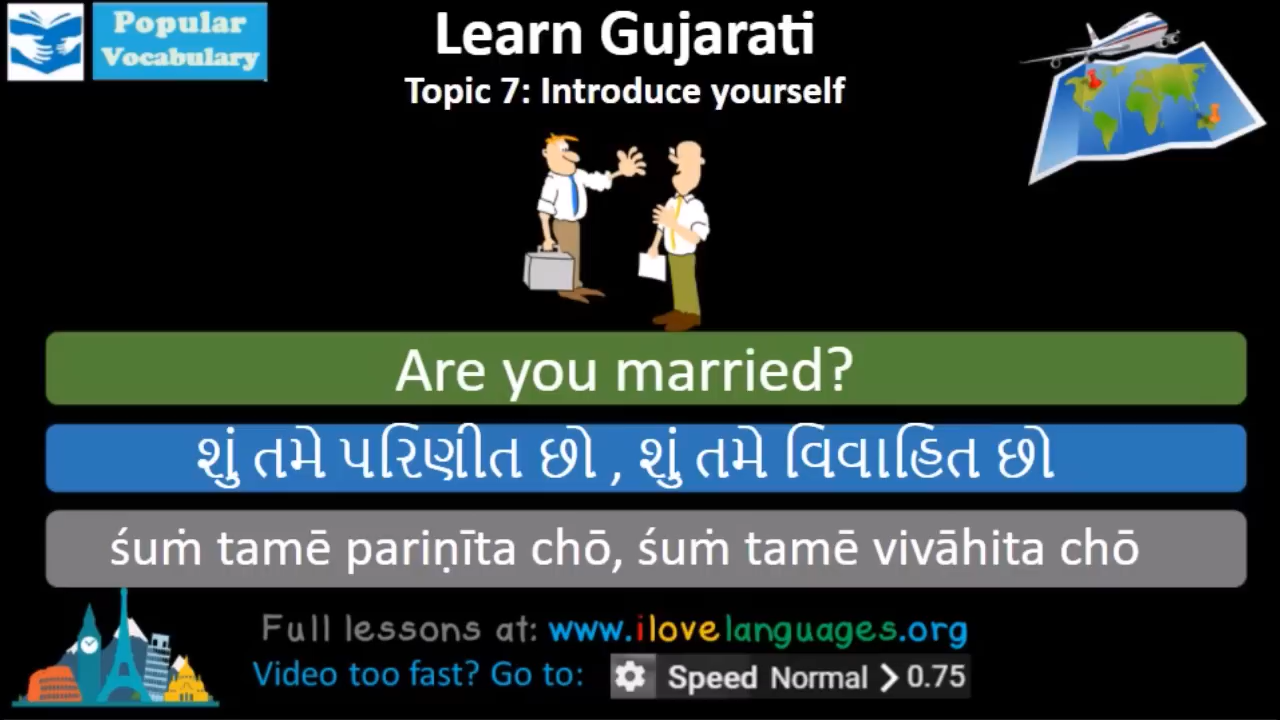 Popular
Vocabulary
Learn Gujarati
Topic 7: Introduce yourself
Are you married?
શું તમે પરિણીત છો , શું તમે વિવાહિત છો
śuṁ tamē pariṇīta chō, śuṁ tamē vivāhita chō
Full lessons at: www.ilovelanguages.org
Video too fast? Go to: Speed Normal > 0.75